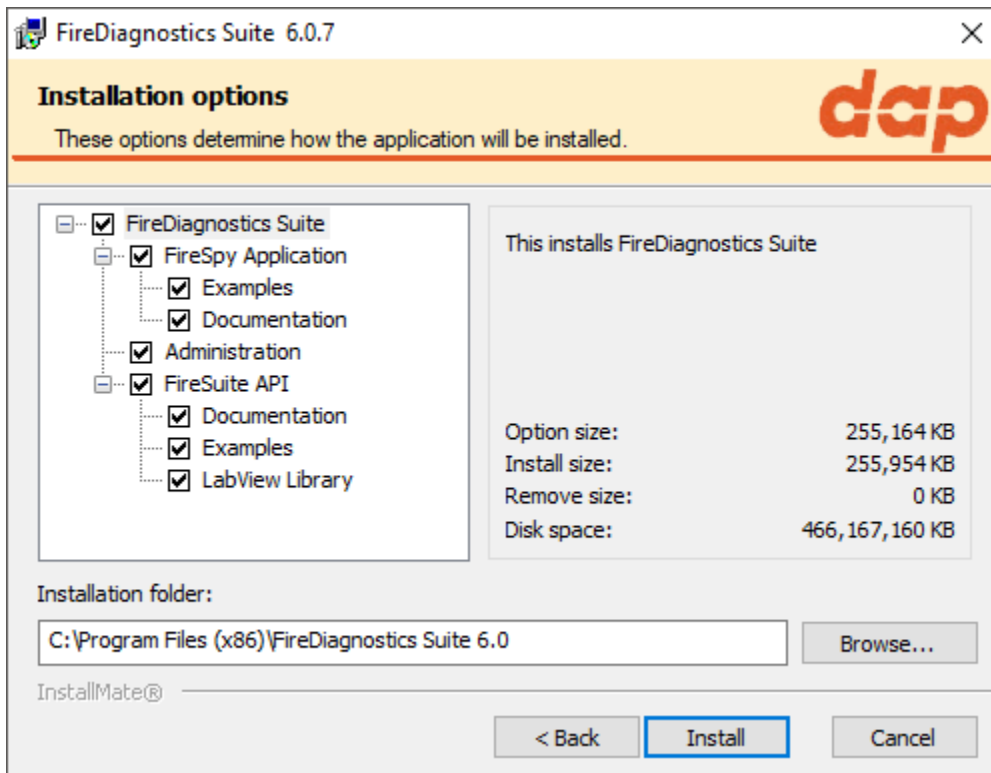 FireDiagnostics Suite 6.0.7
Installation options
These options determine how the application will be installed.
dap
FireDiagnostics Suite
FireSpy Application
Examples
Documentation
Administration
FireSuite API
Documentation
Examples
LabView Library
This installs FireDiagnostics Suite
Option size: 255,164 KB
Install size: 255,954 KB
Remove size: 0 KB
Disk space: 466,167,160 KB
Installation folder:
C:\Program Files (x86)\FireDiagnostics Suite 6.0
Browse...
InstallMate®
< Back
Install
Cancel